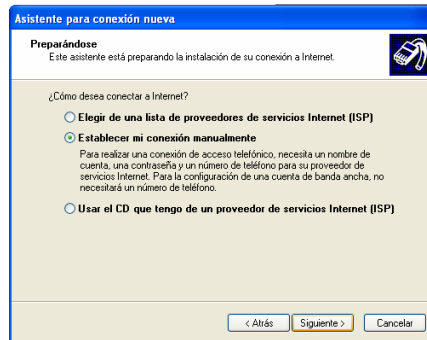 Asistente para conexión nueva
Preparándose
Este asistente está preparando la instalación de su conexión a Internet.
¿Cómo desea conectar a Internet?
Elegir de una lista de proveedores de servicios Internet (ISP)
Establecer mi conexión manualmente
Para realizar una conexión de acceso telefónico, necesita un nombre de
cuenta, una contraseña y un número de teléfono para su proveedor de
servicios Internet. Para la configuración de una cuenta de banda ancha, no
necesitará un número de teléfono.
Usar el CD que tengo de un proveedor de servicios Internet (ISP)
< Atrás Siguiente > Cancelar